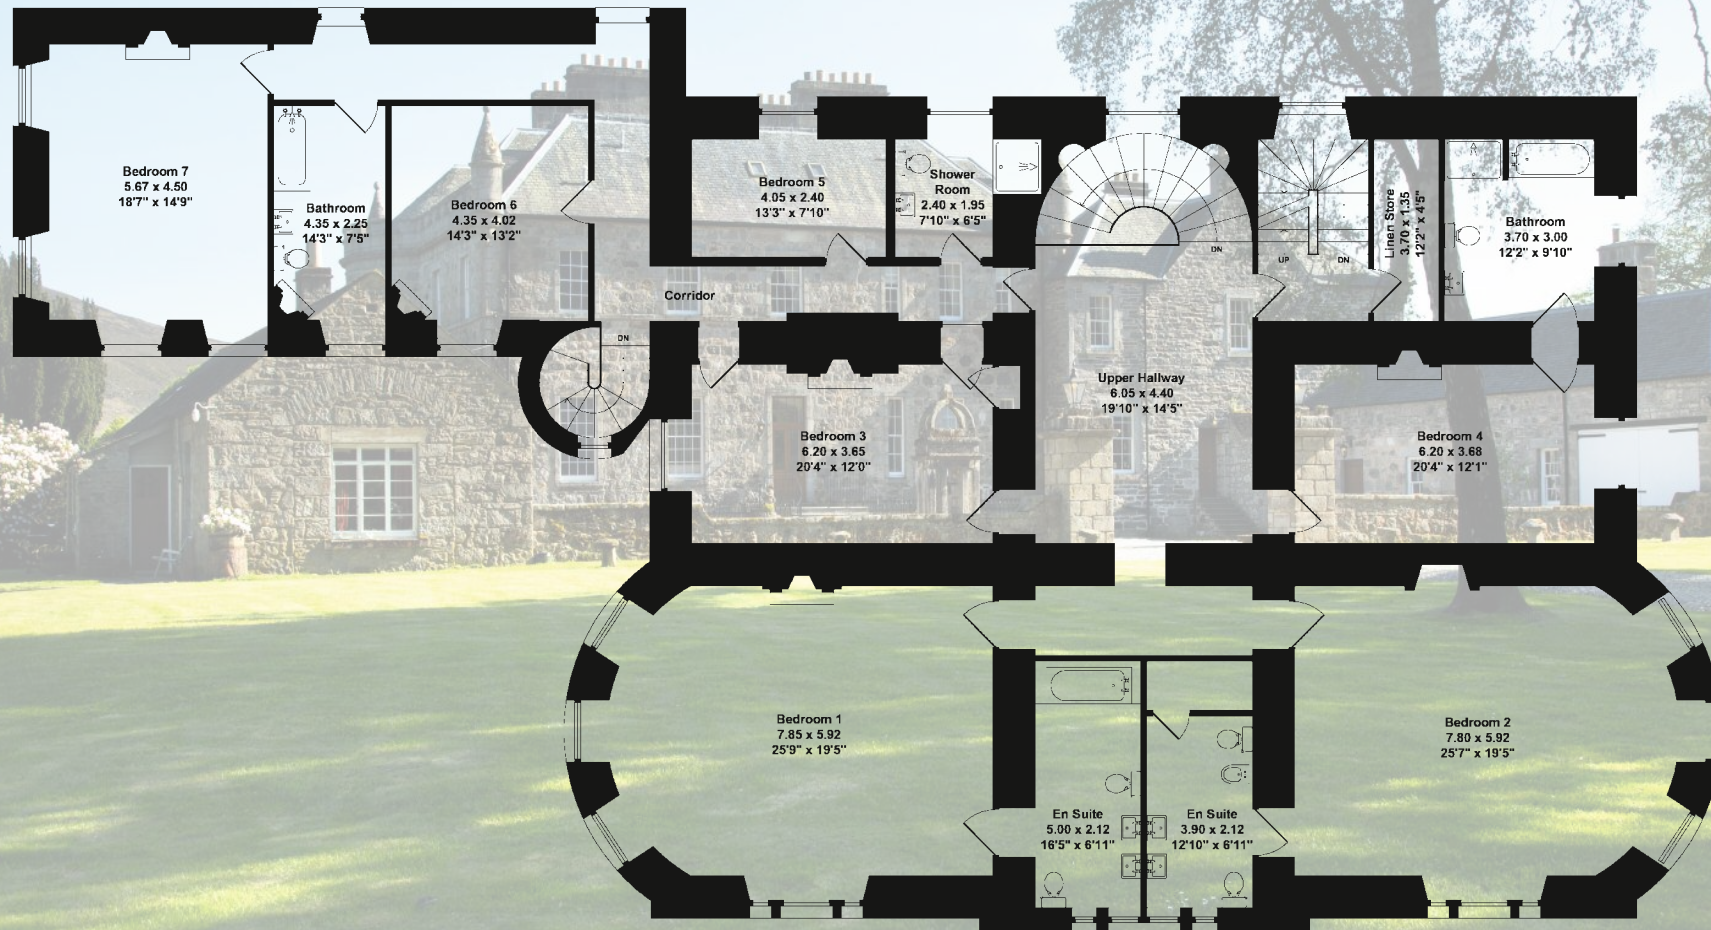 Bedroom 7
5.67 x 4.50
18'7" x 14'9"
Bathroom
4.35 x 2.25
14'3" x 7'5"
Bedroom 6
4.35 x 4.02
14'3" x 13'2"
Bedroom 5
4.05 x 2.40
13'3" x 7'10"
Shower
Room
2.40 x 1.95
7'10" x 6'5"
DN
UP
DN
Linen Store
3.70 x 1.35
12'2" x 4'5"
Bathroom
3.70 x 3.00
12'2" x 9'10"
Corridor
DN
Upper Hallway
6.05 x 4.40
19'10" x 14'5"
Bedroom 3
6.20 x 3.65
20'4" x 12'0"
Bedroom 4
6.20 x 3.68
20'4" x 12'1"
Bedroom 1
7.85 x 5.92
25'9" x 19'5"
Bedroom 2
7.80 x 5.92
25'7" x 19'5"
En Suite
5.00 x 2.12
16'5" x 6'11"
En Suite
3.90 x 2.12
12'10" x 6'11"